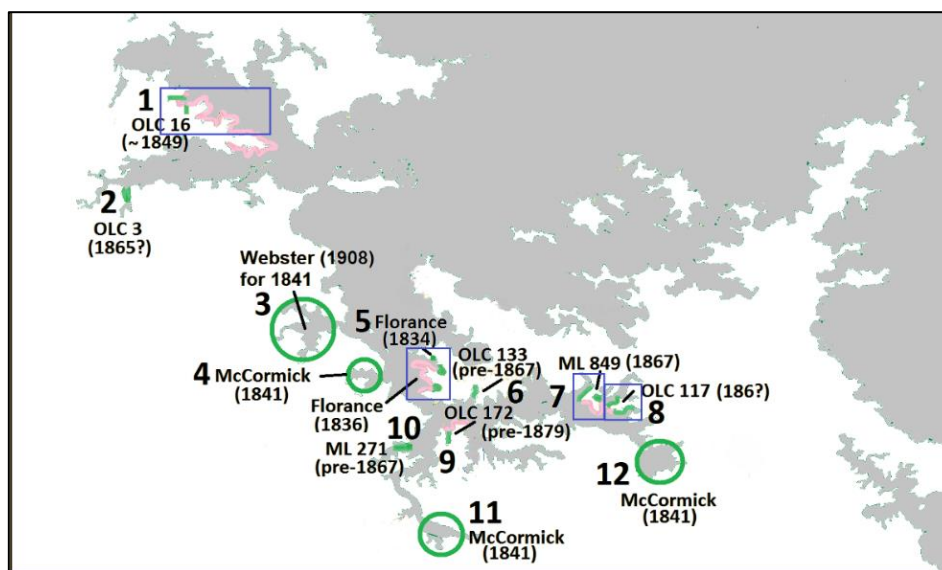 1
OLC 16
(~1849)
2
OLC 3
(1865?)
Webster (1908)
for 1841
3
4 McCormick
(1841)
5 Florance
(1834)
Florance
(1836)
OLC 133
(pre-1867)
6
7
ML 849 (1867)
OLC 117 (186?)
8
OLC 172
(pre-1879)
9
10
ML 271
(pre-1867)
11
McCormick
(1841)
12
McCormick
(1841)